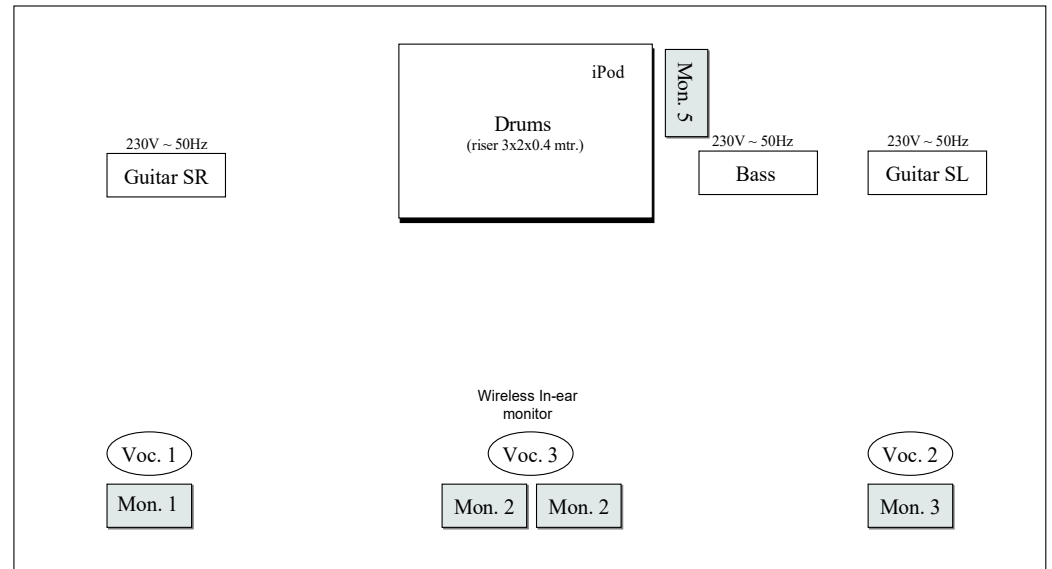 iPod
Mon. 5
Drums
(riser 3x2x0.4 mtr.)
230V ~ 50Hz
Guitar SR
230V ~ 50Hz
Bass
230V ~ 50Hz
Guitar SL
Wireless In-ear
monitor
Voc. 1
Voc. 3
Voc. 2
Mon. 1
Mon. 2
Mon. 2
Mon. 3